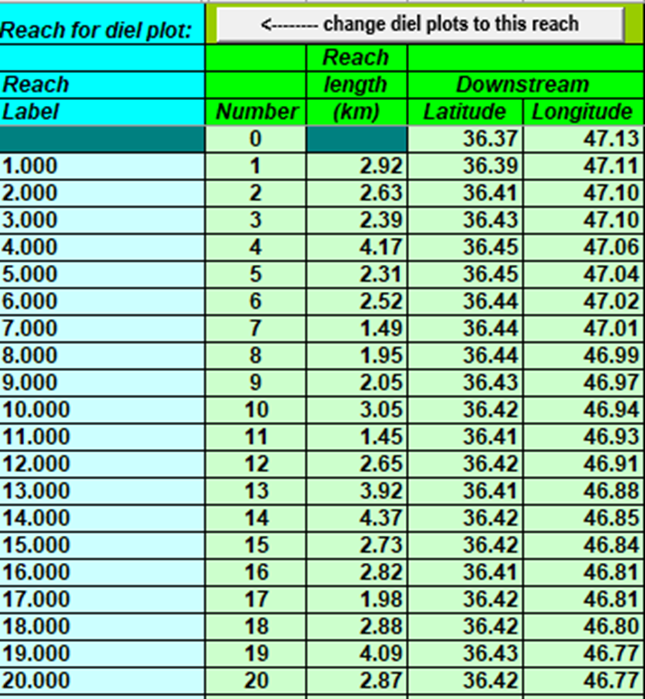 Reach for diel plot: <-------- change diel plots to this reach
Reach
Reach length Downstream
Label Number (km) Latitude Longitude
0 36.37 47.13
1.000 1 2.92 36.39 47.11
2.000 2 2.63 36.41 47.10
3.000 3 2.39 36.43 47.10
4.000 4 4.17 36.45 47.06
5.000 5 2.31 36.45 47.04
6.000 6 2.52 36.44 47.02
7.000 7 1.49 36.44 47.01
8.000 8 1.95 36.44 46.99
9.000 9 2.05 36.43 46.97
10.000 10 3.05 36.42 46.94
11.000 11 1.45 36.41 46.93
12.000 12 2.65 36.42 46.91
13.000 13 3.92 36.41 46.88
14.000 14 4.37 36.42 46.85
15.000 15 2.73 36.42 46.84
16.000 16 2.82 36.41 46.81
17.000 17 1.98 36.42 46.81
18.000 18 2.88 36.42 46.80
19.000 19 4.09 36.43 46.77
20.000 20 2.87 36.42 46.77